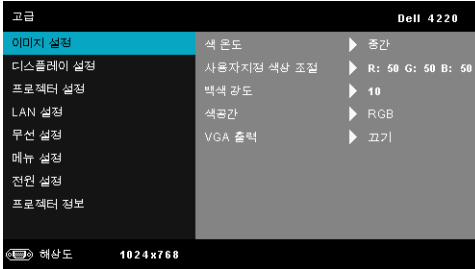 고급 Dell 4220
이미지 설정 색 온도 중간
디스플레이 설정 사용자지정 색상 조절 R: 50 G: 50 B: 50
프로젝터 설정 백색 강도 10
LAN 설정 색공간 RGB
무선 설정 VGA 출력 끄기
메뉴 설정
전원 설정
프로젝터 정보
해상도 1024x768